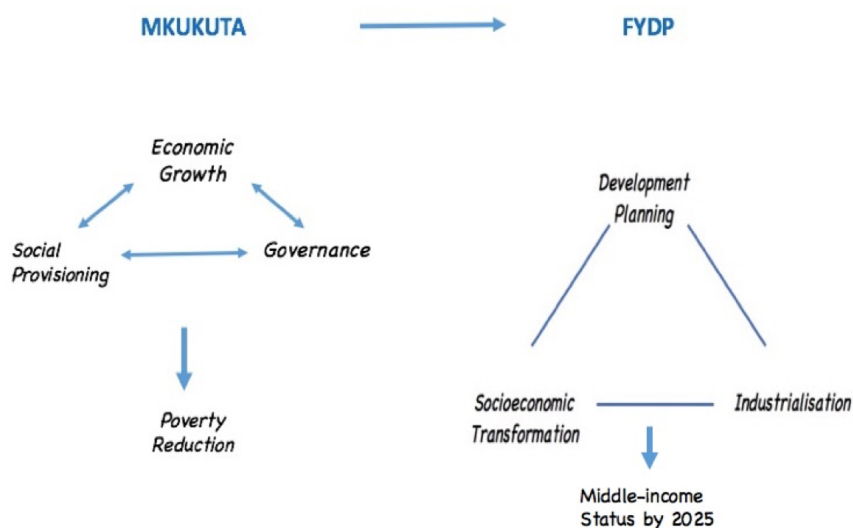 MKUKUTA
FYDP
Economic
Growth
Social
Provisioning
Governance
Poverty
Reduction
Development
Planning
Socioeconomic
Transformation
Industrialisation
Middle-income
Status by 2025